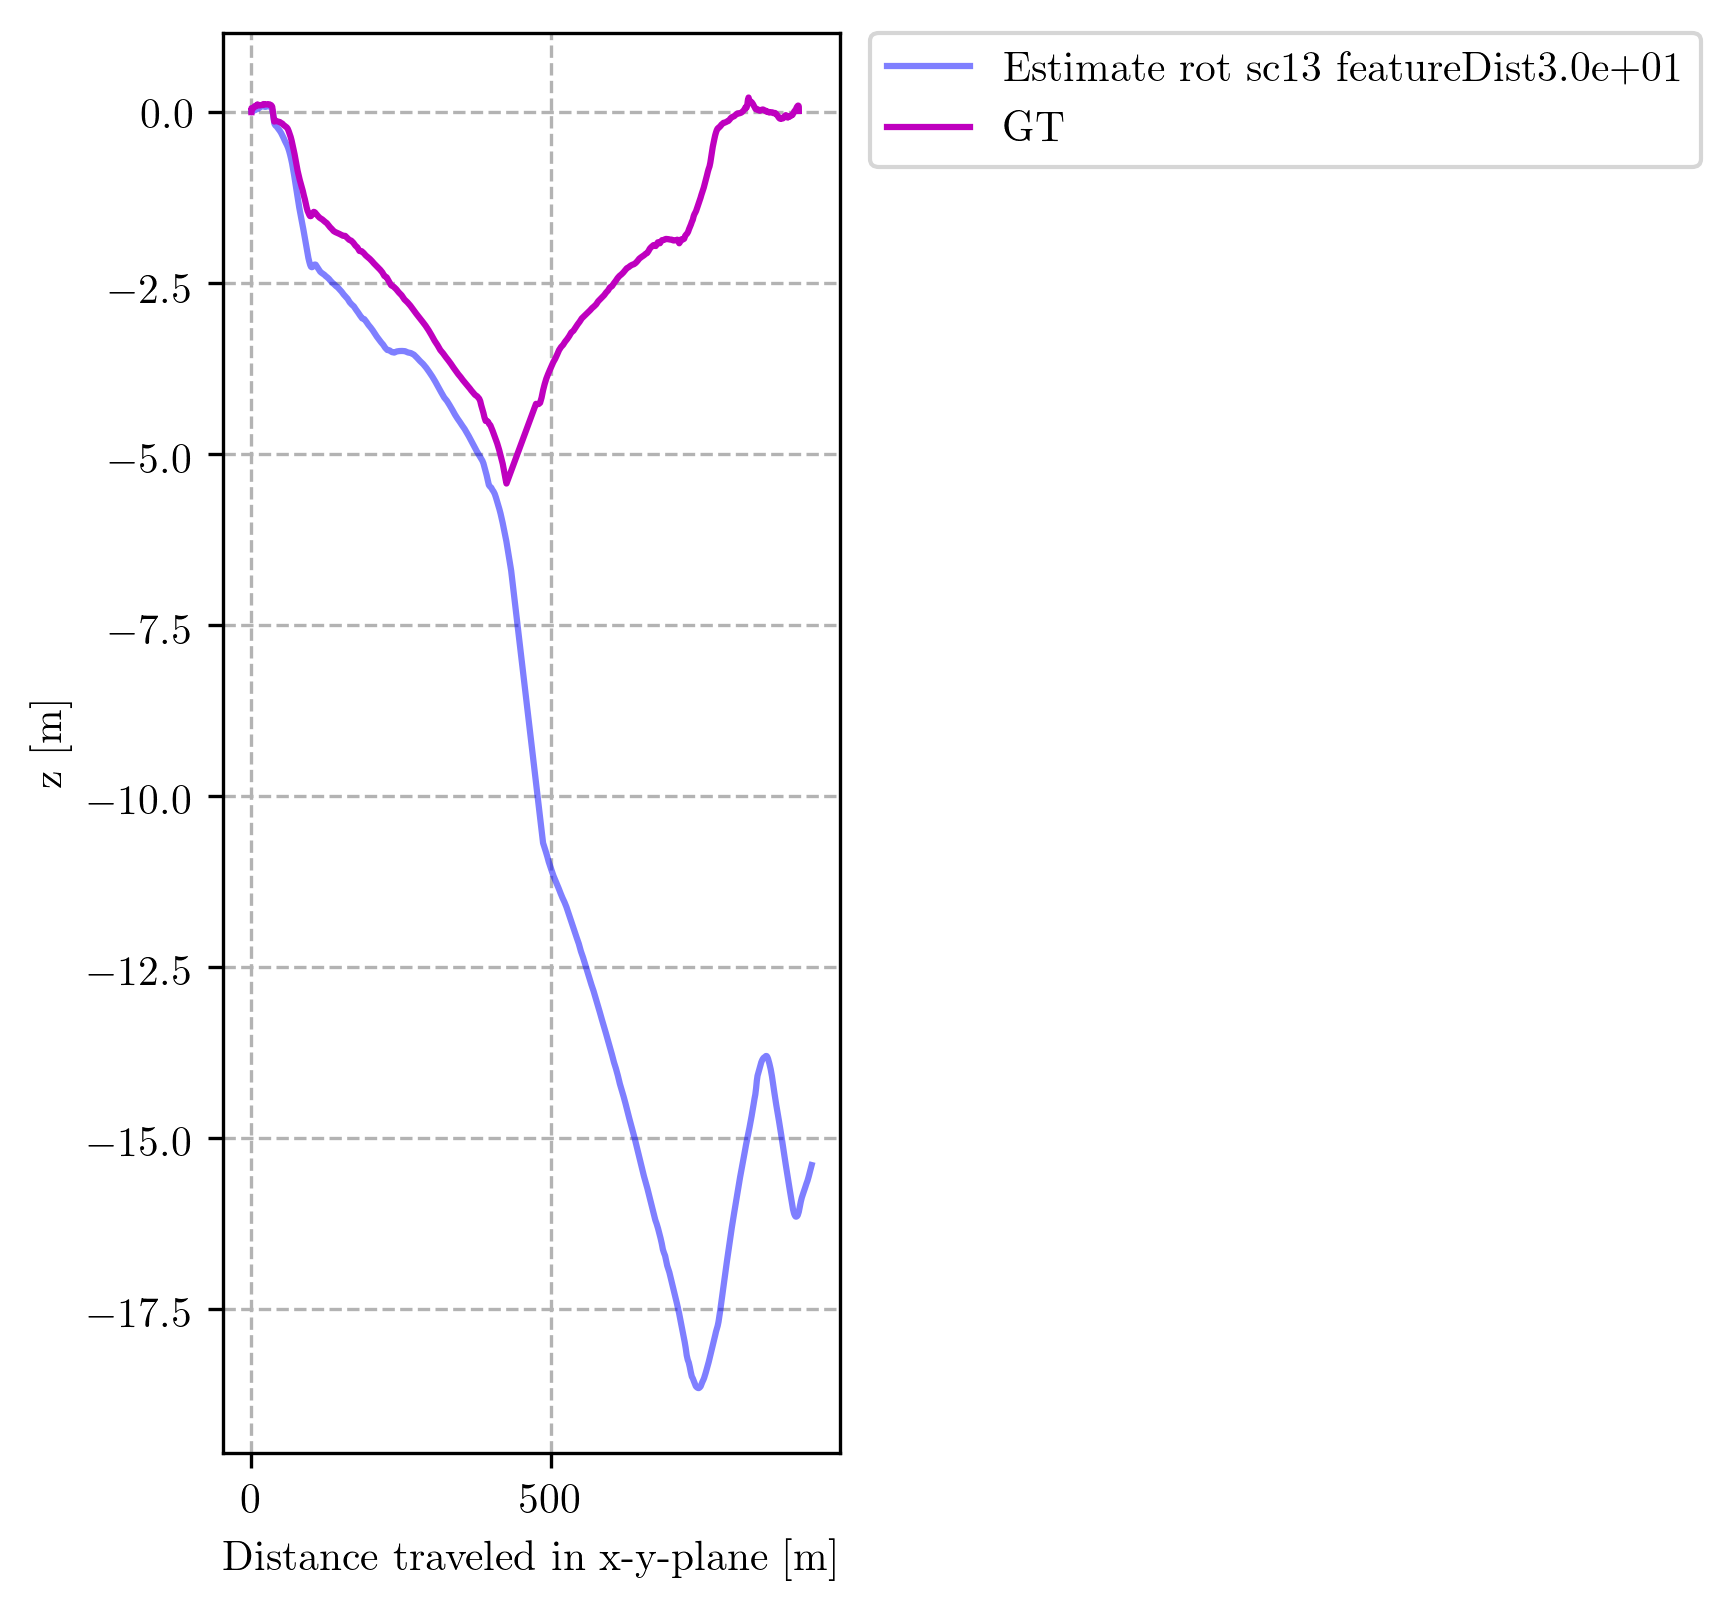 Estimate rot sc13 featureDist3.0e+01
GT
0.0
−2.5
−5.0
−7.5
−10.0
−12.5
−15.0
−17.5
z [m]
0 500
Distance traveled in x-y-plane [m]